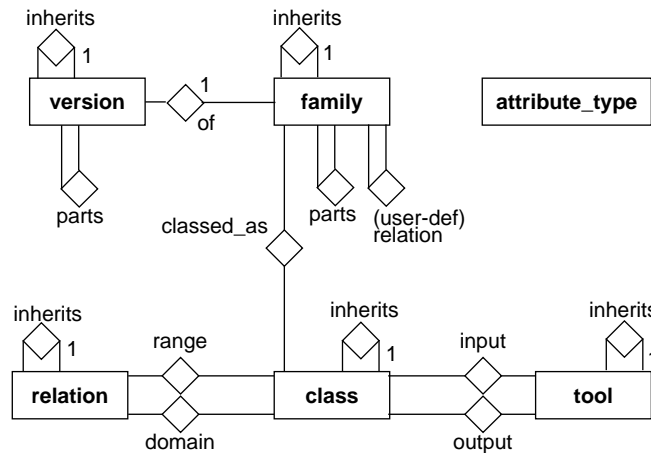 inherits
inherits
1
1
1
version
family
attribute_type
of
parts
parts
(user-def)
relation
classed_as
inherits
inherits
inherits
1
range
1
input
1
relation
class
tool
domain
output